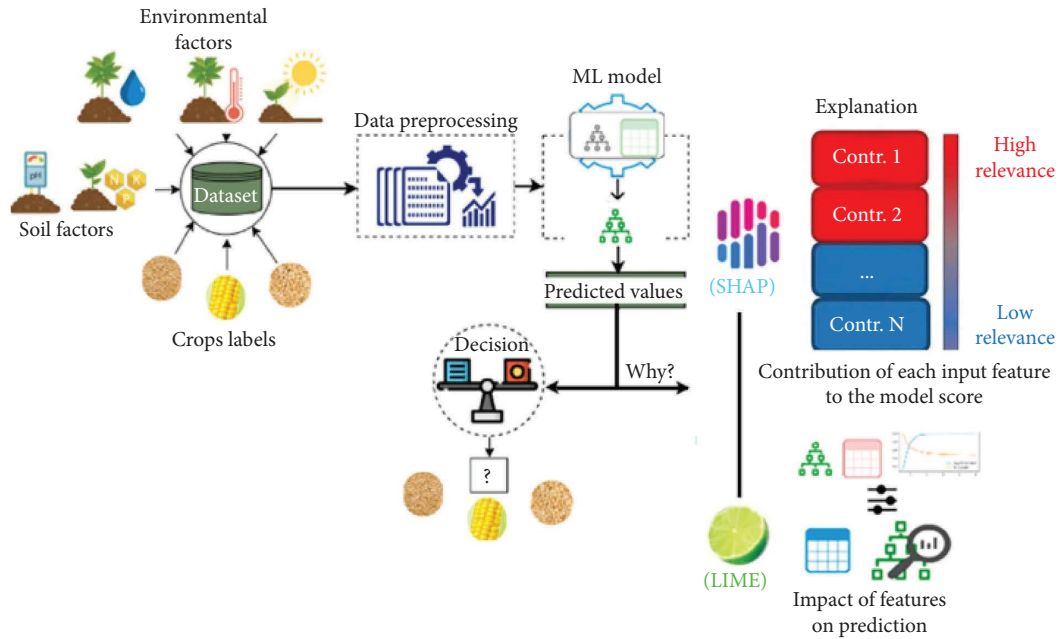 Environmental
factors
pH
N
K
P
Soil factors
Dataset
Crops labels
Data preprocessing
ML model
Predicted values
Decision
Why?
?
(SHAP)
(LIME)
Explanation
Contr. 1
Contr. 2
...
Contr. N
High
relevance
Low
relevance
Contribution of each input feature
to the model score
Impact of features
on prediction